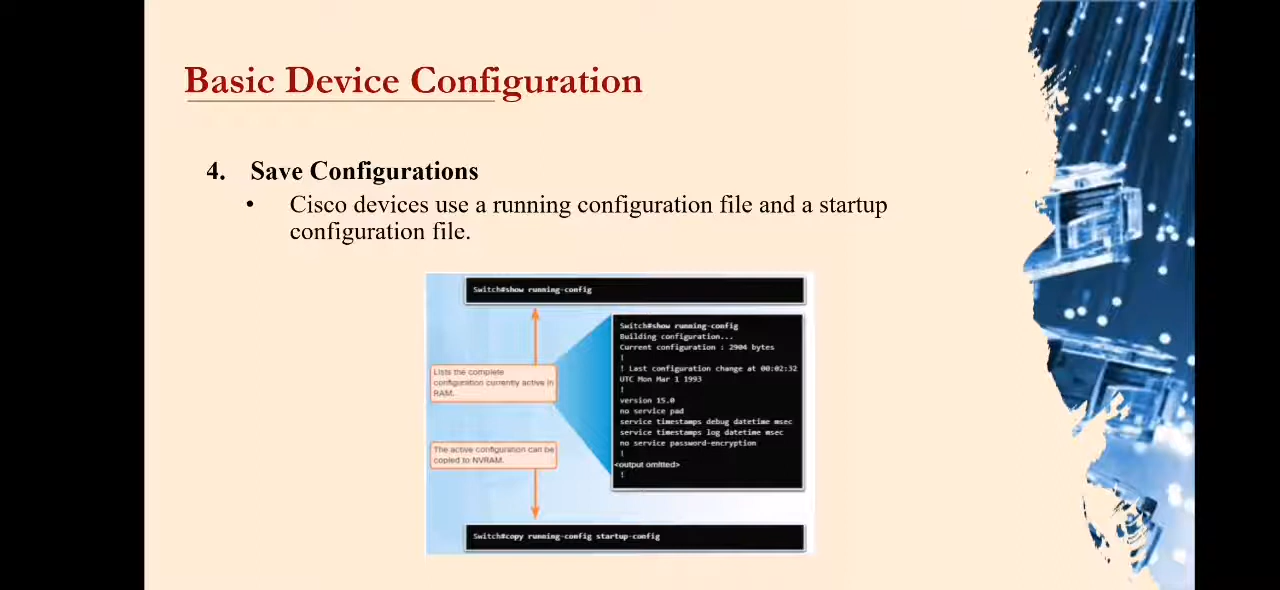 Basic Device Configuration
4. Save Configurations
• Cisco devices use a running configuration file and a startup
configuration file.
Switch#show running-config
Switch#show running-config
Building configuration...
Current configuration : 2904 bytes
!
! Last configuration change at 00:02:32
UTC Mon Mar 1 1993
!
version 15.0
no service pad
service timestamps debug datetime msec
service timestamps log datetime msec
no service password-encryption
!
<output omitted>
!
Lists the complete
configuration currently active in
RAM.
The active configuration can be
copied to NVRAM.
Switch#copy running-config startup-config